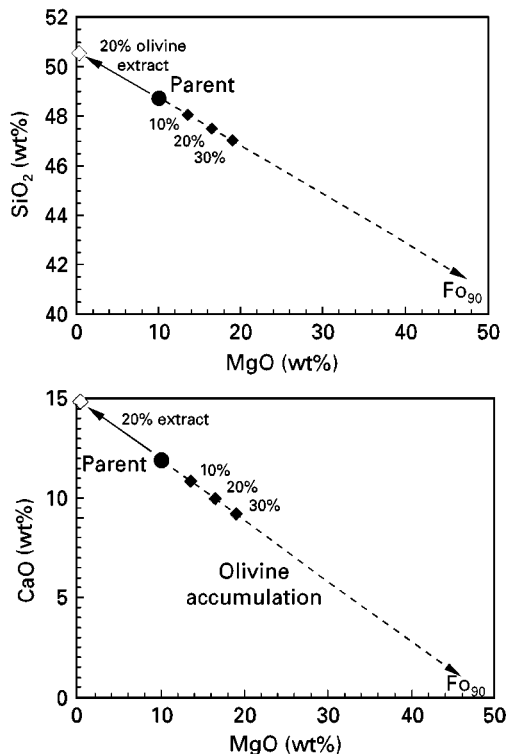 52
20% olivine
extract
50
Parent
48
10%
20%
46
30%
SiO₂ (wt%)
44
42
Fo₉₀
40
0 10 20 30 40 50
MgO (wt%)
15
20% extract
Parent
10%
20%
10
30%
CaO (wt%)
Olivine
accumulation
5
Fo₉₀
0
0 10 20 30 40 50
MgO (wt%)